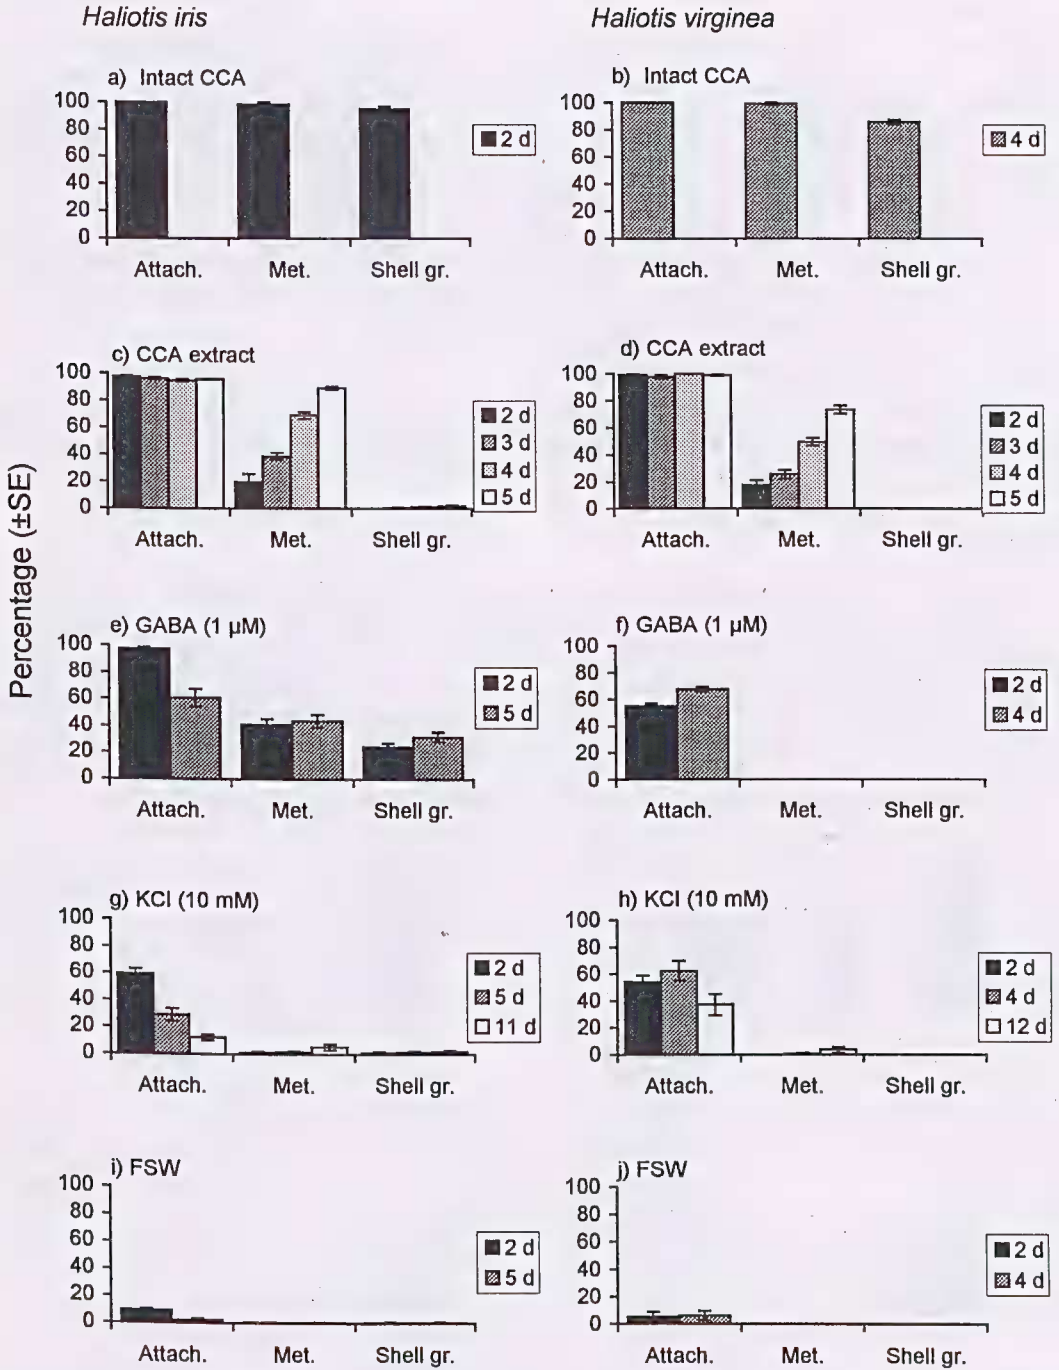 Haliotis iris
Haliotis virginea
Percentage (±SE)
a) Intact CCA
100
80
60
40
20
0
Attach. Met. Shell gr.
2 d
b) Intact CCA
100
80
60
40
20
0
Attach. Met. Shell gr.
4 d
c) CCA extract
100
80
60
40
20
0
Attach. Met. Shell gr.
2 d
3 d
4 d
5 d
d) CCA extract
100
80
60
40
20
0
Attach. Met. Shell gr.
2 d
3 d
4 d
5 d
e) GABA (1 µM)
100
80
60
40
20
0
Attach. Met. Shell gr.
2 d
5 d
f) GABA (1 µM)
100
80
60
40
20
0
Attach. Met. Shell gr.
2 d
4 d
g) KCl (10 mM)
100
80
60
40
20
0
Attach. Met. Shell gr.
2 d
5 d
11 d
h) KCl (10 mM)
100
80
60
40
20
0
Attach. Met. Shell gr.
2 d
4 d
12 d
i) FSW
100
80
60
40
20
0
Attach. Met. Shell gr.
2 d
5 d
j) FSW
100
80
60
40
20
0
Attach. Met. Shell gr.
2 d
4 d